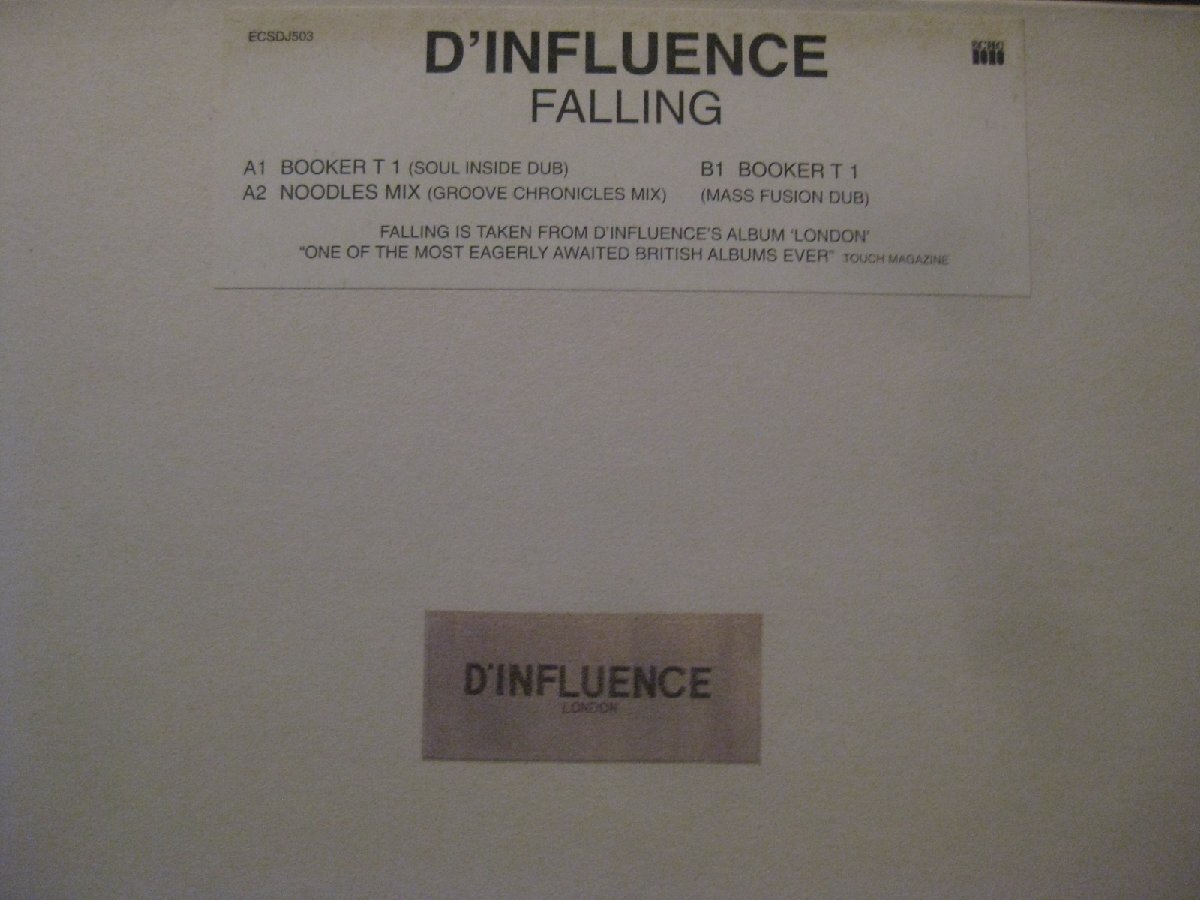 ECSDJ503
D'INFLUENCE
ECHO
FALLING
A1 BOOKER T 1 (SOUL INSIDE DUB)
B1 BOOKER T 1
A2 NOODLES MIX (GROOVE CHRONICLES MIX)
(MASS FUSION DUB)
FALLING IS TAKEN FROM D'INFLUENCE'S ALBUM 'LONDON'
"ONE OF THE MOST EAGERLY AWAITED BRITISH ALBUMS EVER" TOUCH MAGAZINE
D'INFLUENCE
LONDON